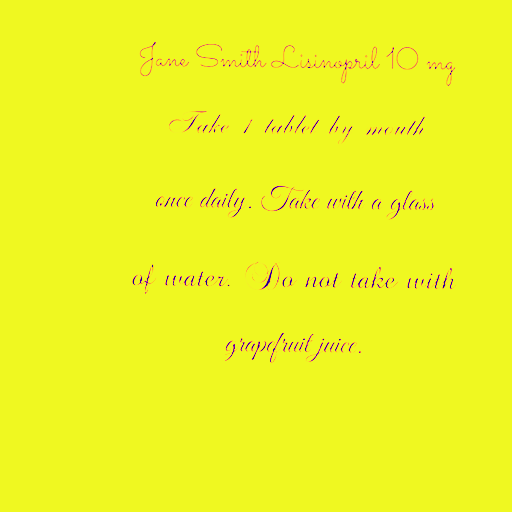 Jane Smith Lisinopril 10 mg
Take 1 tablet by mouth
once daily. Take with a glass
of water. Do not take with
grapefruit juice.